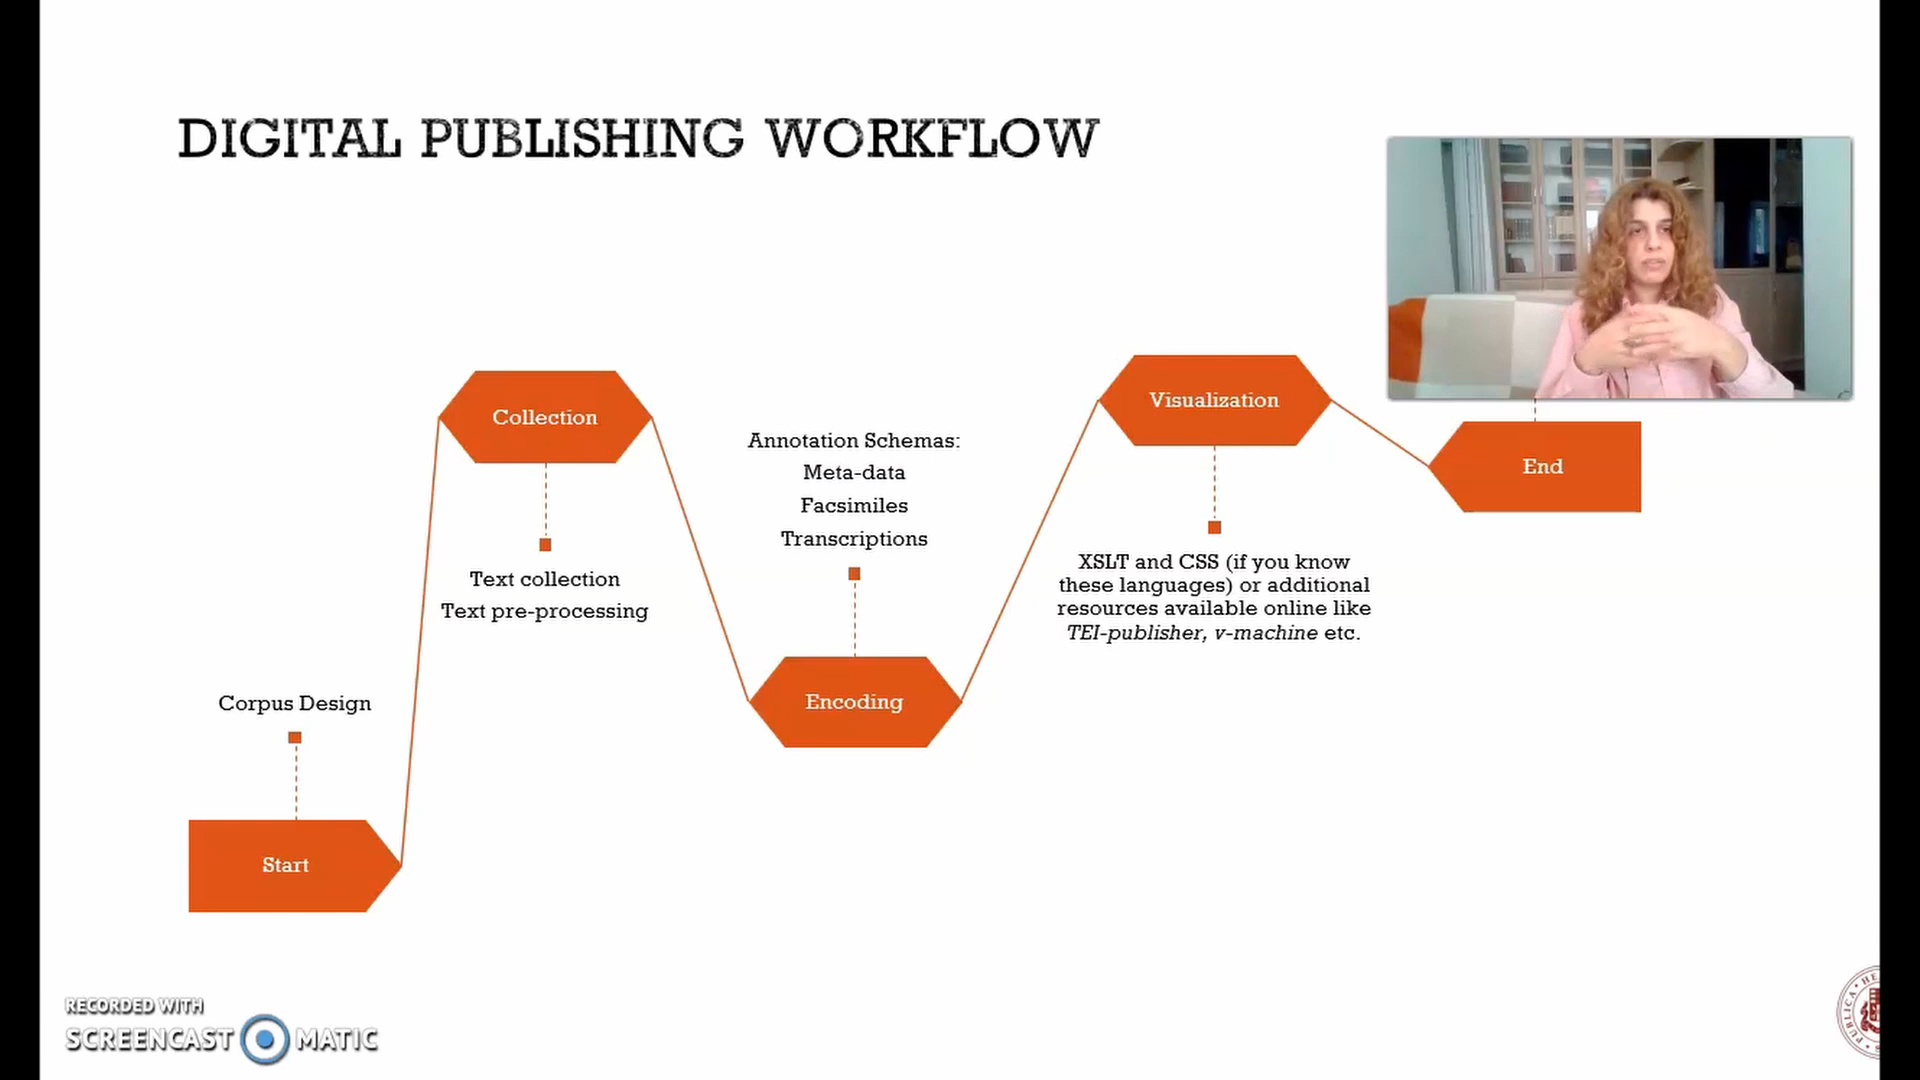 DIGITAL PUBLISHING WORKFLOW
Collection
Text collection
Text pre-processing
Annotation Schemas:
Meta-data
Facsimiles
Transcriptions
Visualization
XSLT and CSS (if you know
these languages) or additional
resources available online like
TEI-publisher, v-machine etc.
End
Corpus Design
Encoding
Start
RECORDED WITH
SCREENCAST MATIC